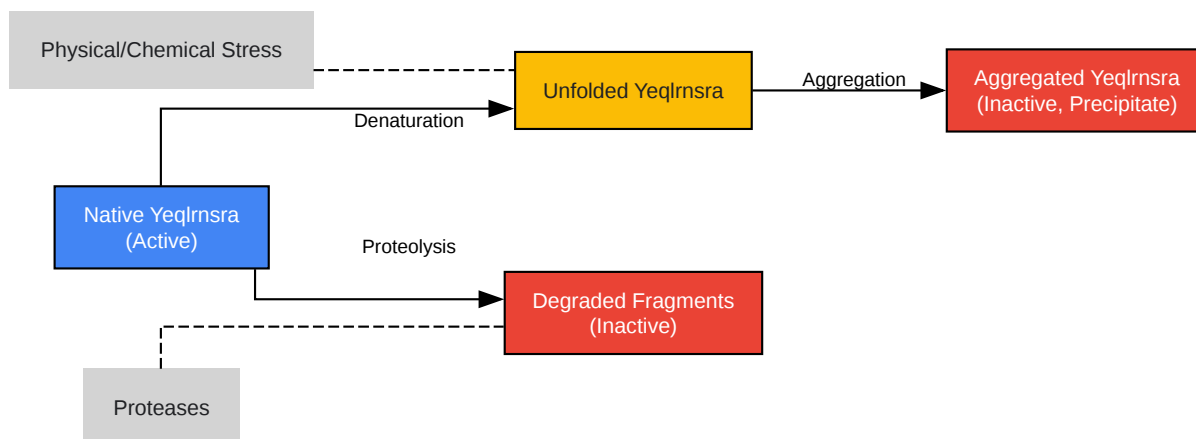 Physical/Chemical Stress
Unfolded Yeqlrnsra
Aggregation
Aggregated Yeqlrnsra
(Inactive, Precipitate)
Denaturation
Native Yeqlrnsra
(Active)
Proteolysis
Degraded Fragments
(Inactive)
Proteases